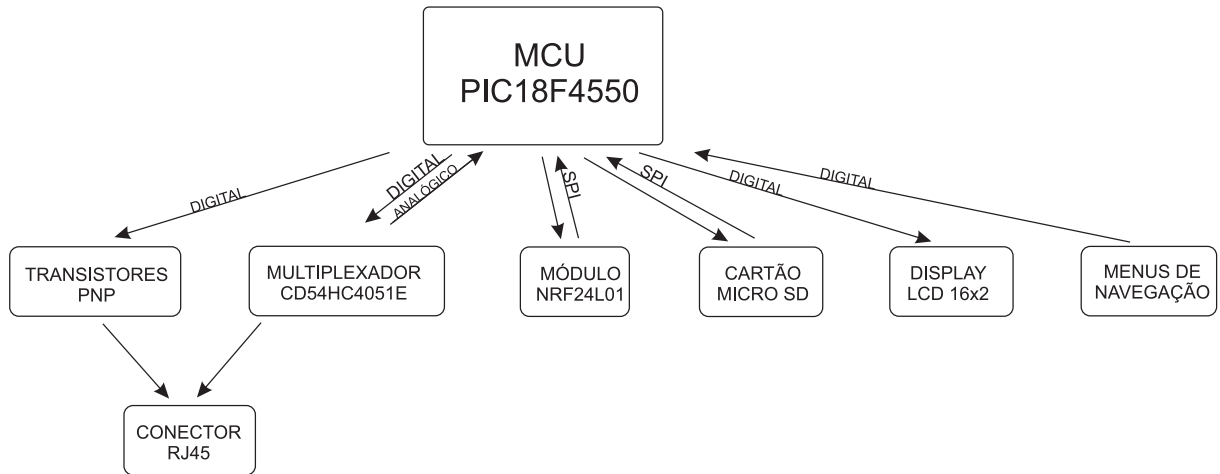 MCU
PIC18F4550
DIGITAL
DIGITAL
ANALÓGICO
SPI
SPI
DIGITAL
DIGITAL
TRANSISTORES
PNP
MULTIPLEXADOR
CD54HC4051E
MÓDULO
NRF24L01
CARTÃO
MICRO SD
DISPLAY
LCD 16x2
MENUS DE
NAVEGAÇÃO
CONECTOR
RJ45